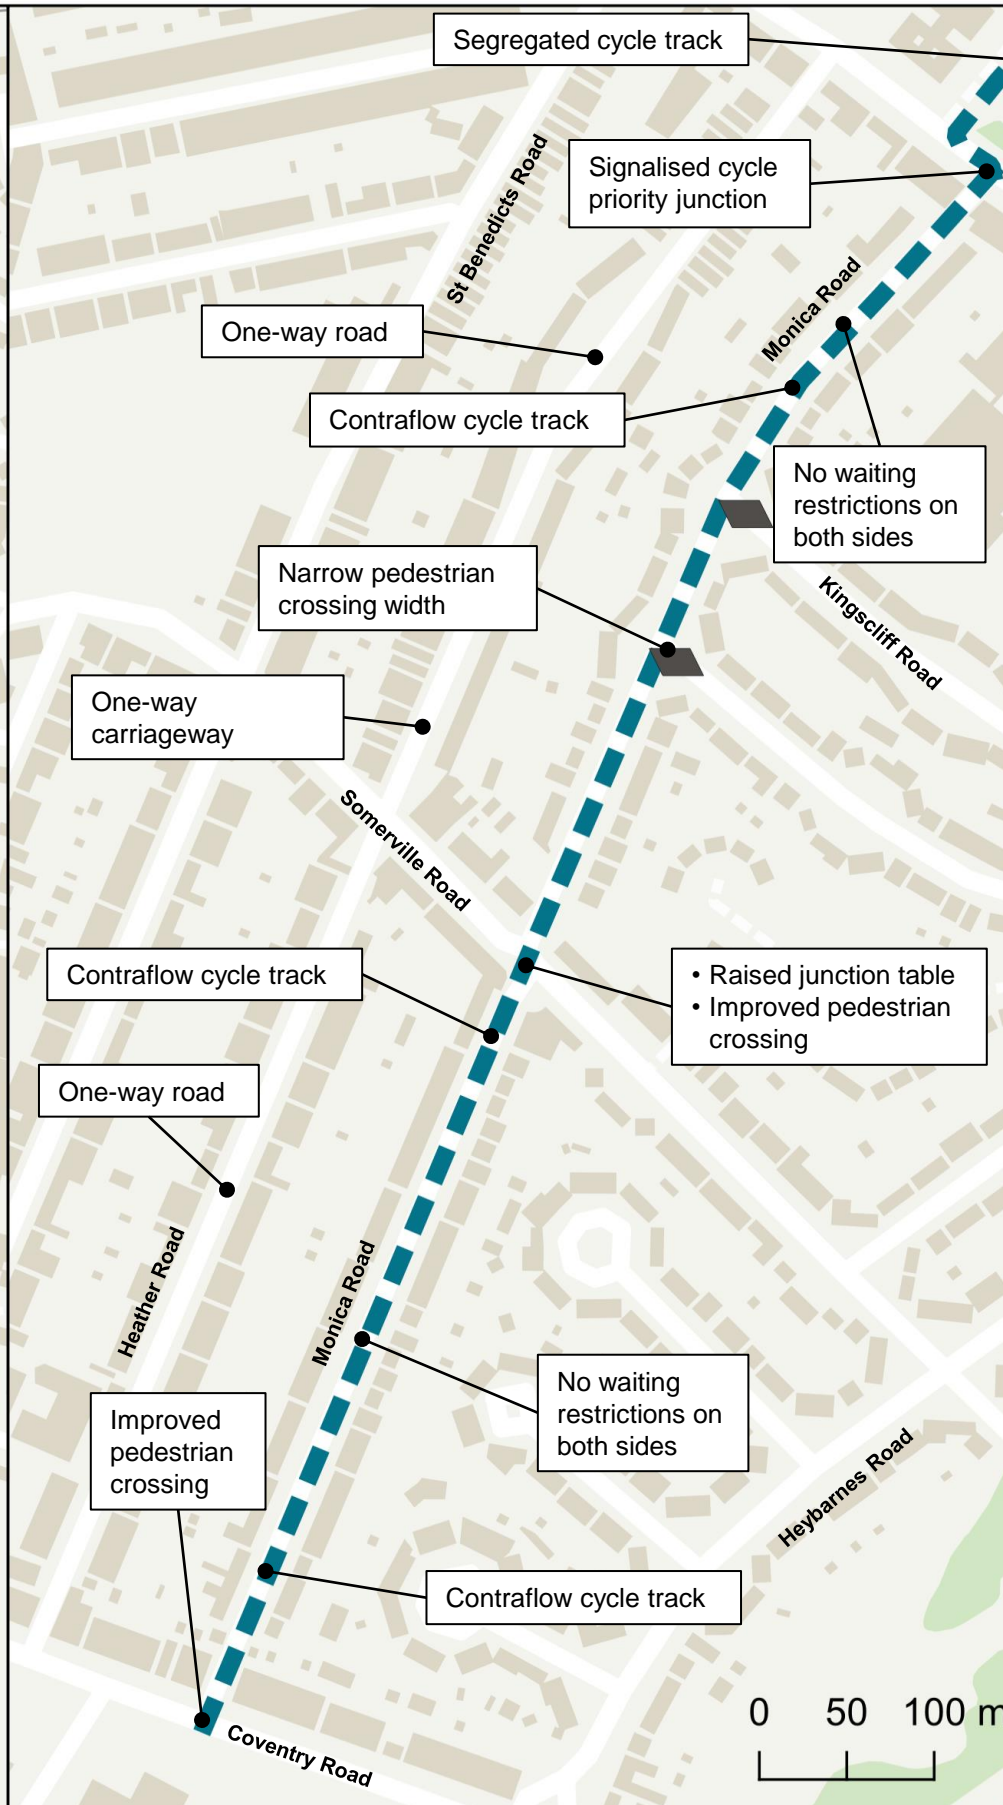 Segregated cycle track
St Benedicts Road
Signalised cycle
priority junction
Monica Road
One-way road
Contraflow cycle track
No waiting
restrictions on
both sides
Narrow pedestrian
crossing width
Kingscliff Road
One-way
carriageway
Somerville Road
Contraflow cycle track
• Raised junction table
• Improved pedestrian
crossing
One-way road
Heather Road
Monica Road
No waiting
restrictions on
both sides
Improved
pedestrian
crossing
Heybarnes Road
Contraflow cycle track
Coventry Road
0 50 100 m